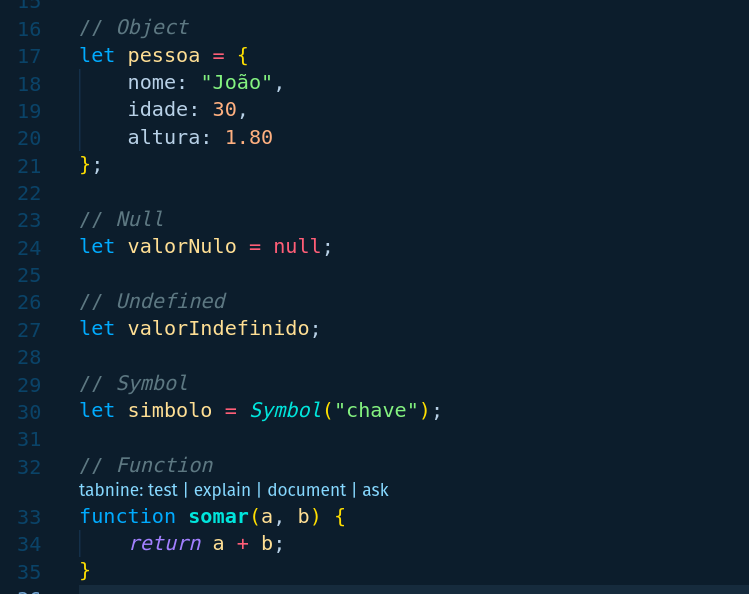 15
16 // Object
17 let pessoa = {
18     nome: "João",
19     idade: 30,
20     altura: 1.80
21 };
22
23 // Null
24 let valorNulo = null;
25
26 // Undefined
27 let valorIndefinido;
28
29 // Symbol
30 let simbolo = Symbol("chave");
31
32 // Function
tabnine: test | explain | document | ask
33 function somar(a, b) {
34     return a + b;
35 }
36